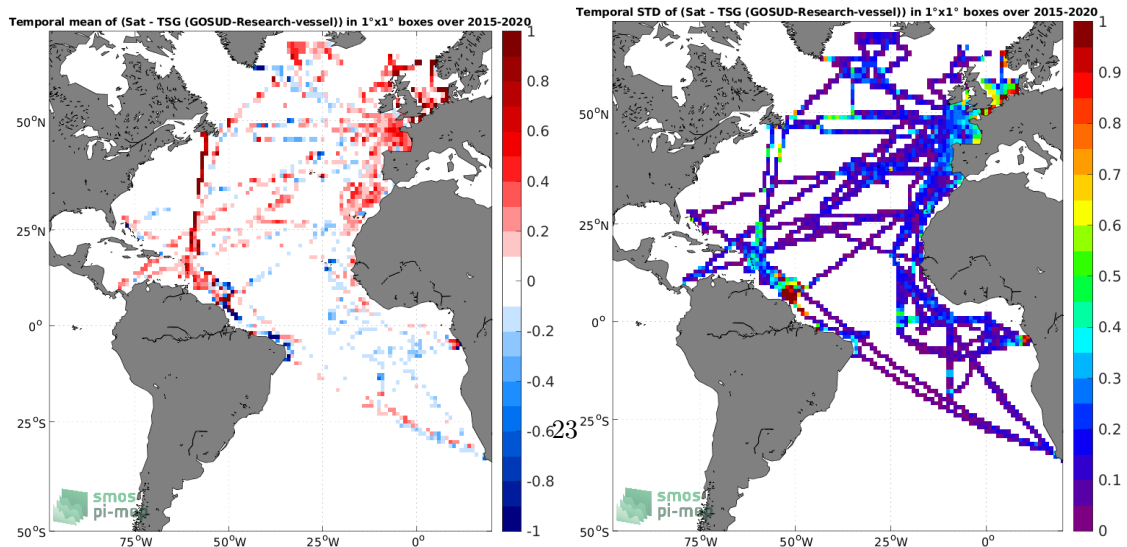 Temporal mean of (Sat - TSG (GOSUD-Research-vessel)) in 1°x1° boxes over 2015-2020
50°N
25°N
0°
25°S
50°S
75°W
50°W
25°W
0°
1
0.8
0.6
0.4
0.2
0
-0.2
-0.4
-0.6
-0.8
-1
smos
pi-me
23
Temporal STD of (Sat - TSG (GOSUD-Research-vessel)) in 1°x1° boxes over 2015-2020
50°N
25°N
0°
25°S
50°S
75°W
50°W
25°W
0°
1
0.9
0.8
0.7
0.6
0.5
0.4
0.3
0.2
0.1
0
smos
pi-mep